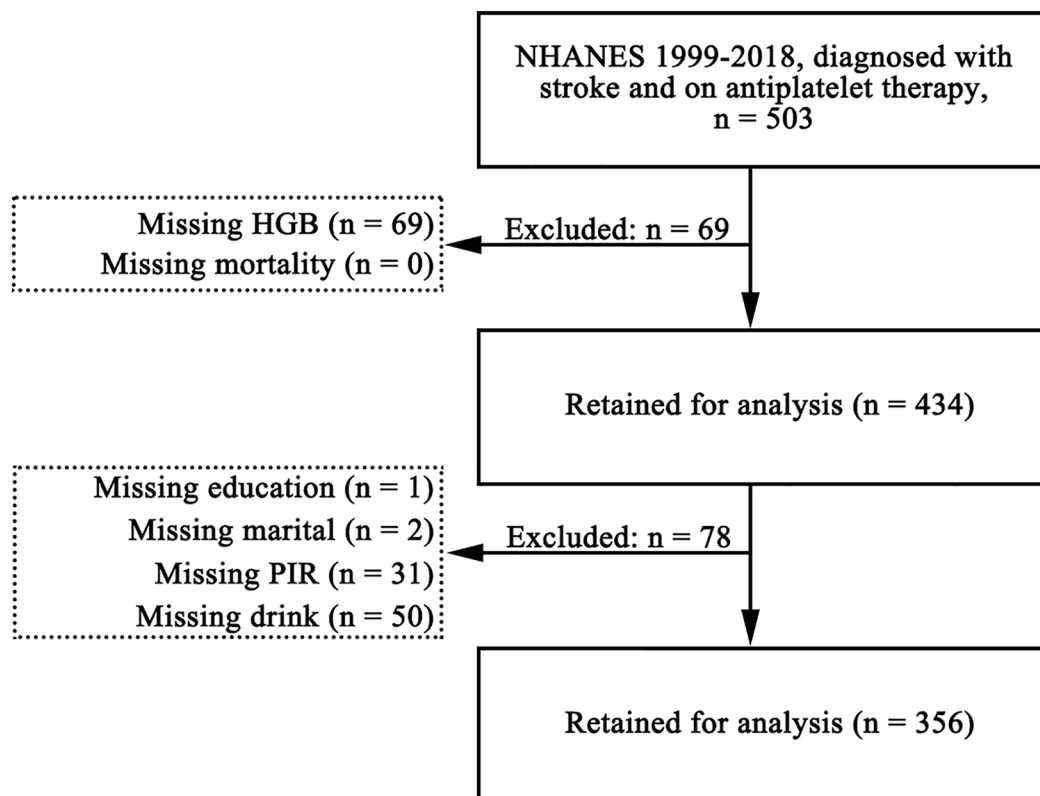 NHANES 1999-2018, diagnosed with
stroke and on antiplatelet therapy,
n = 503
Missing HGB (n = 69)
Missing mortality (n = 0)
Excluded: n = 69
Retained for analysis (n = 434)
Missing education (n = 1)
Missing marital (n = 2)
Missing PIR (n = 31)
Missing drink (n = 50)
Excluded: n = 78
Retained for analysis (n = 356)